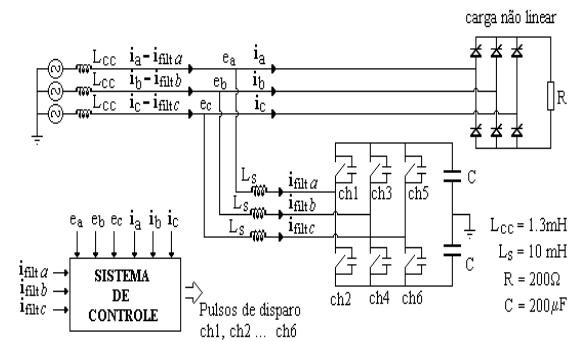 carga não linear
Lcc ia-ifilt a ea ia
Lcc ib-ifilt b eb ib
Lcc ic-ifilt c ec ic
R
Ls ifilt a
Ls ifilt b
Ls ifilt c
ch1 ch3 ch5
ch2 ch4 ch6
C
C
Lcc = 1.3mH
Ls = 10 mH
R = 200Ω
C = 200μF
ea eb ec ia ib ic
ifilt a
ifilt b
ifilt c
SISTEMA
DE
CONTROLE
Pulsos de disparo
ch1, ch2 ... ch6